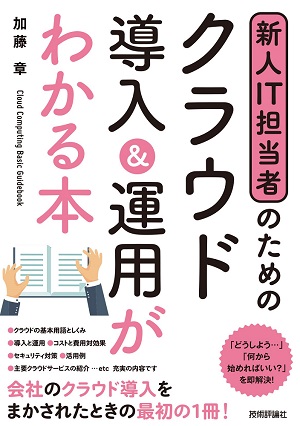 新人IT担当者のための
クラウド
導入&運用が
わかる本
加藤 章
Cloud Computing Basic Guidebook
●クラウドの基本用語としくみ
●導入と運用 ●コストと費用対効果
●セキュリティ対策 ●活用例
●主要クラウドサービスの紹介 …etc 充実の内容です
「どうしよう…」
「何から
始めればいい?」
を即解決!
会社のクラウド導入を
まかされたときの最初の1冊!
技術評論社